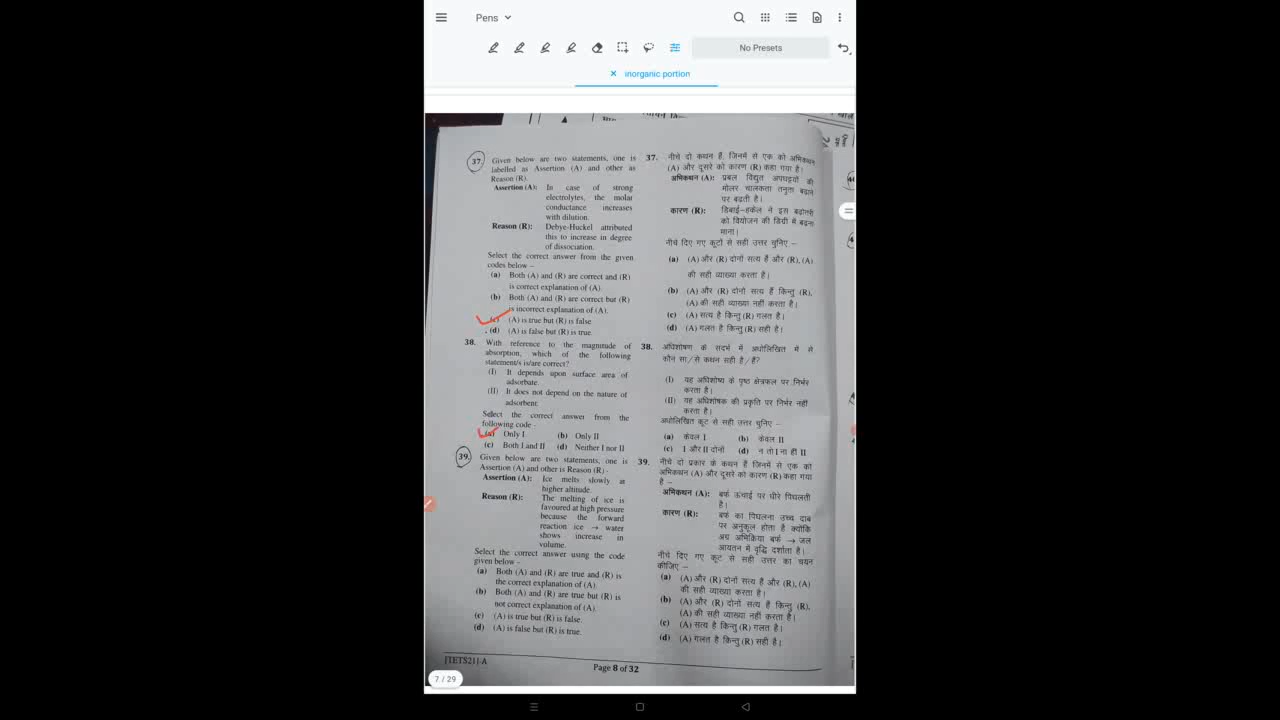 Pens
No Presets
inorganic portion
37. Given below are two statements, one is
labelled as Assertion (A) and other as
Reason (R).
Assertion (A): In case of strong
electrolytes, the molar
conductance increases
with dilution.
Reason (R): Debye-Huckel attributed
this to increase in degree
of dissociation.
Select the correct answer from the given
codes below –
(a) Both (A) and (R) are correct and (R)
is correct explanation of (A).
(b) Both (A) and (R) are correct but (R)
is incorrect explanation of (A).
(A) is true but (R) is false
(d) (A) is false but (R) is true.
38. With reference to the magnitude of
absorption, which of the following
statement/s is/are correct?
(I) It depends upon surface area of
adsorbate.
(II) It does not depend on the nature of
adsorbent.
Select the correct answer from the
following code -
(a) Only I (b) Only II
(c) Both I and II (d) Neither I nor II
39. Given below are two statements, one is
Assertion (A) and other is Reason (R) -
Assertion (A): Ice melts slowly at
higher altitude.
Reason (R): The melting of ice is
favoured at high pressure
because the forward
reaction ice → water
shows increase in
volume.
Select the correct answer using the code
given below –
(a) Both (A) and (R) are true and (R) is
the correct explanation of (A).
(b) Both (A) and (R) are true but (R) is
not correct explanation of (A).
(c) (A) is true but (R) is false.
(d) (A) is false but (R) is true.
37. नीचे दो कथन हैं, जिनमें से एक को अभिकथन
(A) और दूसरे को कारण (R) कहा गया है।
अभिकथन (A): प्रबल विद्युत अपघट्यों की
मोलर चालकता तनुता बढ़ाने
पर बढ़ती है।
कारण (R): डिबाई-हर्कल ने इस बढ़ोतरी
को वियोजन की डिग्री में बढ़ना
माना।
नीचे दिए गए कूटों से सही उत्तर चुनिए –
(a) (A) और (R) दोनों सत्य हैं और (R), (A)
की सही व्याख्या करता है।
(b) (A) और (R) दोनों सत्य हैं किन्तु (R),
(A) की सही व्याख्या नहीं करता है।
(c) (A) सत्य है किन्तु (R) गलत है।
(d) (A) गलत है किन्तु (R) सही है।
38. अधिशोषण के संदर्भ में अधोलिखित में से
कौन सा/से कथन सही है/हैं?
(I) यह अधिशोष्य के पृष्ठ क्षेत्रफल पर निर्भर
करता है।
(II) यह अधिशोषक की प्रकृति पर निर्भर नहीं
करता है।
अधोलिखित कूट से सही उत्तर चुनिए –
(a) केवल I (b) केवल II
(c) I और II दोनों (d) न तो I ना हीं II
39. नीचे दो प्रकार के कथन हैं जिनमें से एक को
अभिकथन (A) और दूसरे को कारण (R) कहा गया
है –
अभिकथन (A): बर्फ ऊंचाई पर धीरे पिघलती
है।
कारण (R): बर्फ का पिघलना उच्च दाब
पर अनुकूल होता है क्योंकि
अग्र अभिक्रिया बर्फ → जल
आयतन में वृद्धि दर्शाता है।
नीचे दिए गए कूट से सही उत्तर का चयन
कीजिए –
(a) (A) और (R) दोनों सत्य हैं और (R), (A)
की सही व्याख्या करता है।
(b) (A) और (R) दोनों सत्य हैं किन्तु (R),
(A) की सही व्याख्या नहीं करता है।
(c) (A) सत्य है किन्तु (R) गलत है।
(d) (A) गलत है किन्तु (R) सही है।
[TETS21]-A
Page 8 of 32
7 / 29